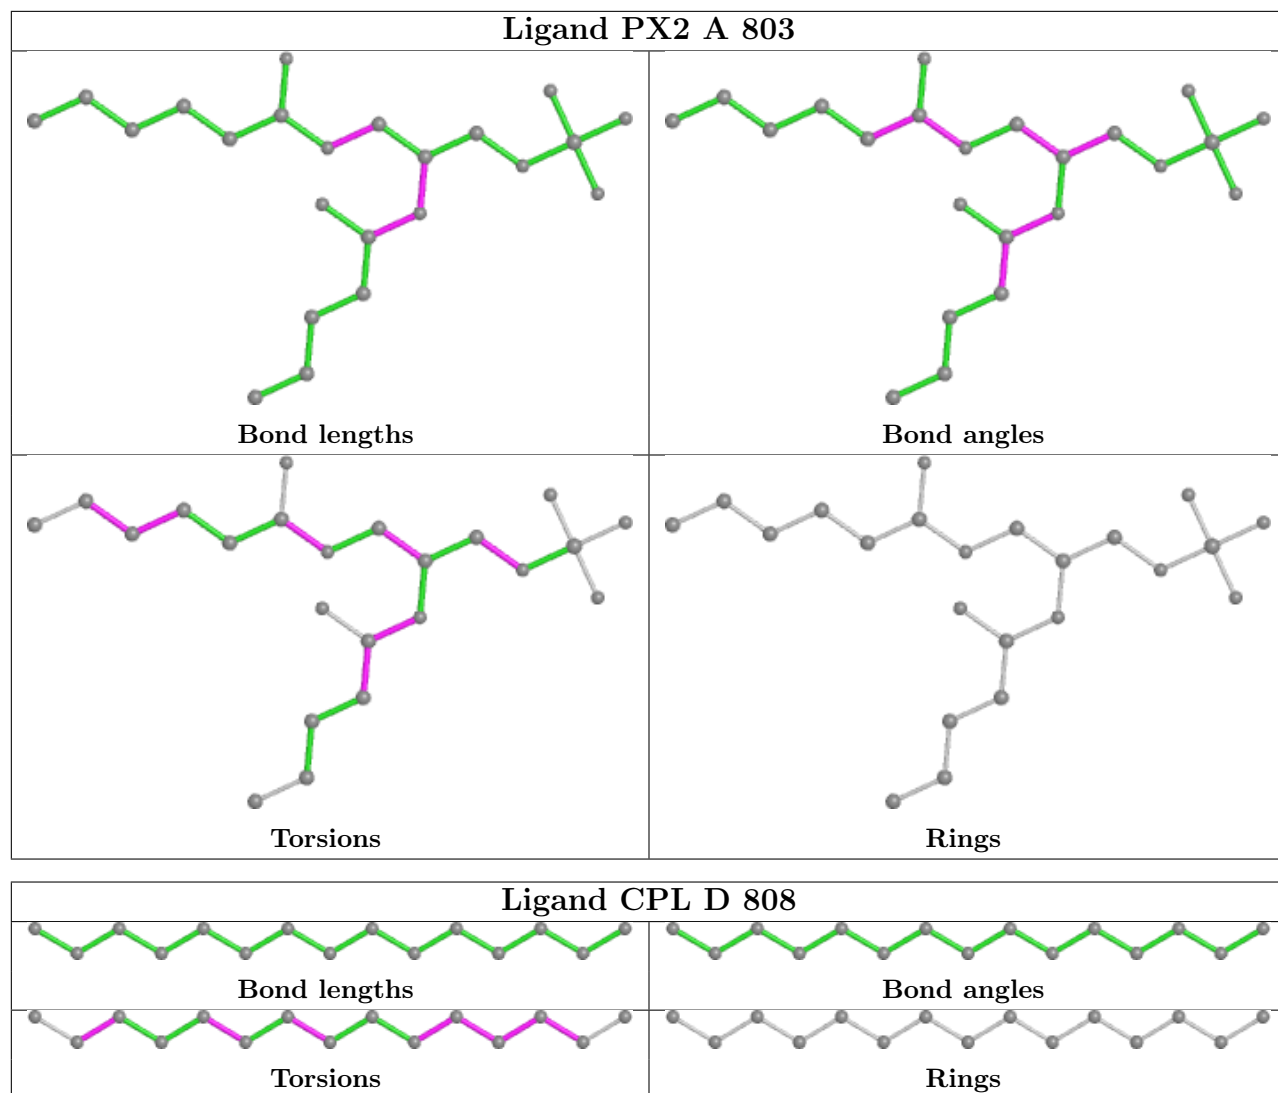 Ligand PX2 A 803
Bond lengths
Bond angles
Torsions
Rings
Ligand CPL D 808
Bond lengths
Bond angles
Torsions
Rings